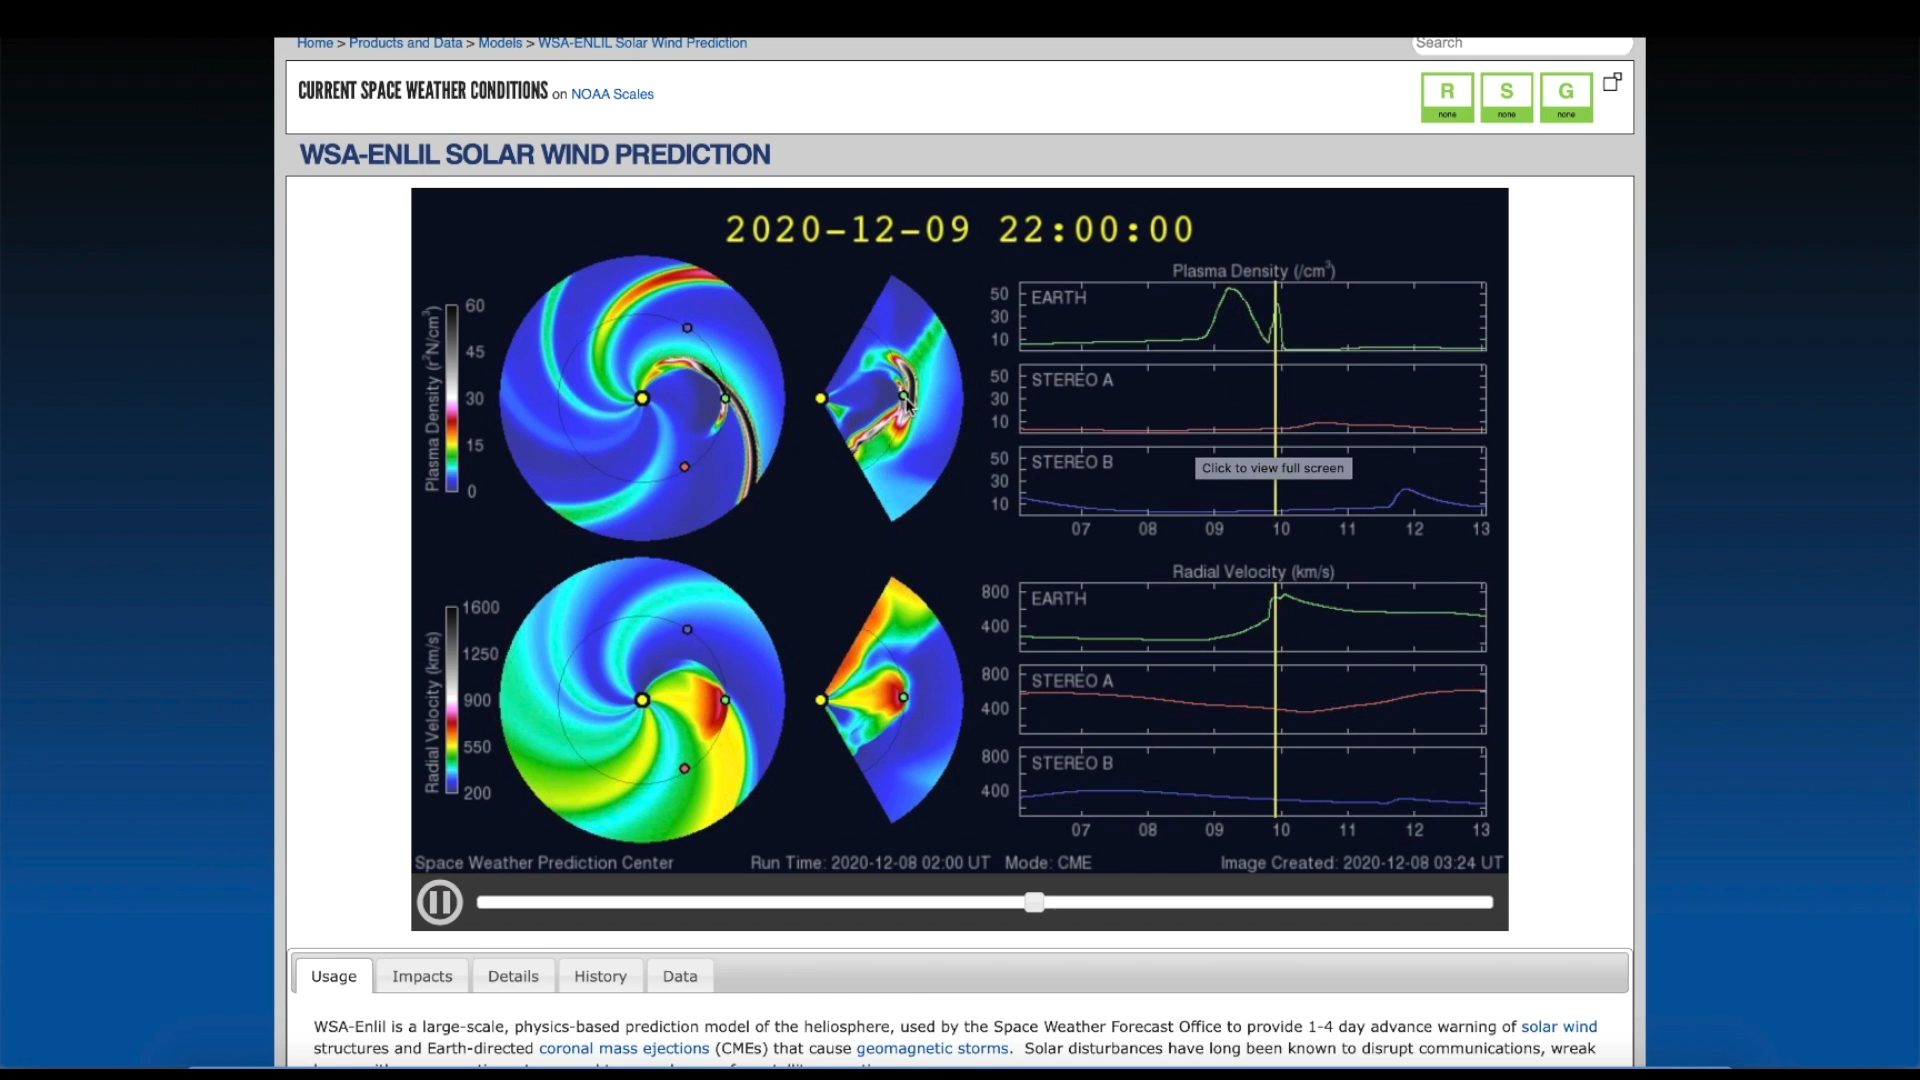 Home > Products and Data > Models > WSA-ENLIL Solar Wind Prediction
Search
CURRENT SPACE WEATHER CONDITIONS on NOAA Scales
R S G
none none none
WSA-ENLIL SOLAR WIND PREDICTION
2020-12-09 22:00:00
Plasma Density (r²N/cm³)
60
45
30
15
0
Plasma Density (/cm³)
50
30
10
EARTH
50
30
10
STEREO A
50
30
10
STEREO B
Click to view full screen
07 08 09 10 11 12 13
Radial Velocity (km/s)
1600
1250
900
550
200
Radial Velocity (km/s)
800
400
EARTH
800
400
STEREO A
800
400
STEREO B
07 08 09 10 11 12 13
Space Weather Prediction Center Run Time: 2020-12-08 02:00 UT Mode: CME Image Created: 2020-12-08 03:24 UT
Usage Impacts Details History Data
WSA-Enlil is a large-scale, physics-based prediction model of the heliosphere, used by the Space Weather Forecast Office to provide 1-4 day advance warning of solar wind
structures and Earth-directed coronal mass ejections (CMEs) that cause geomagnetic storms. Solar disturbances have long been known to disrupt communications, wreak